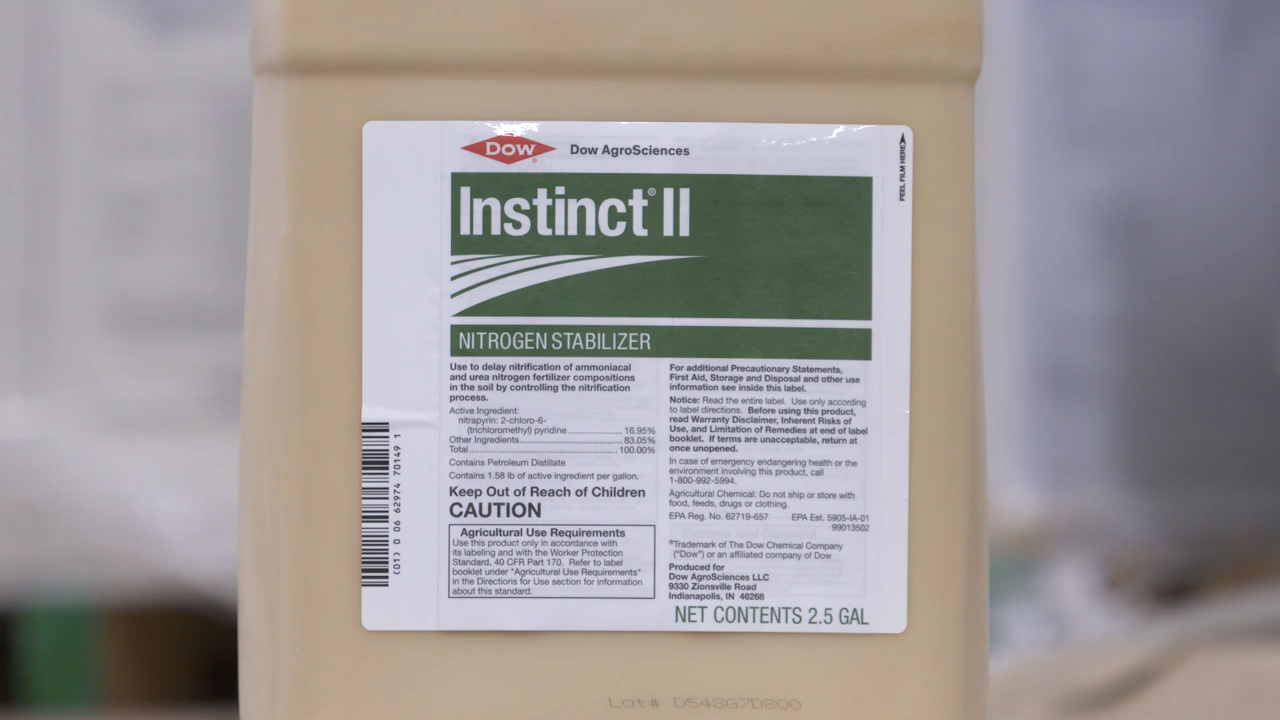 Dow
Dow AgroSciences
PEEL FILM HERE
Instinct® II
NITROGEN STABILIZER
Use to delay nitrification of ammoniacal
and urea nitrogen fertilizer compositions
in the soil by controlling the nitrification
process.
Active Ingredient:
nitrapyrin: 2-chloro-6-
(trichloromethyl) pyridine.................... 16.95%
Other Ingredients..................................... 83.05%
Total..................................................... 100.00%
Contains Petroleum Distillate
Contains 1.58 lb of active ingredient per gallon.
Keep Out of Reach of Children
CAUTION
Agricultural Use Requirements
Use this product only in accordance with
its labeling and with the Worker Protection
Standard, 40 CFR Part 170. Refer to label
booklet under "Agricultural Use Requirements"
in the Directions for Use section for information
about this standard.
For additional Precautionary Statements,
First Aid, Storage and Disposal and other use
information see inside this label.
Notice: Read the entire label. Use only according
to label directions. Before using this product,
read Warranty Disclaimer, Inherent Risks of
Use, and Limitation of Remedies at end of label
booklet. If terms are unacceptable, return at
once unopened.
In case of emergency endangering health or the
environment involving this product, call
1-800-992-5994.
Agricultural Chemical: Do not ship or store with
food, feeds, drugs or clothing.
EPA Reg. No. 62719-657 EPA Est. 5905-IA-01
99013502
®Trademark of The Dow Chemical Company
("Dow") or an affiliated company of Dow
Produced for
Dow AgroSciences LLC
9330 Zionsville Road
Indianapolis, IN 46268
NET CONTENTS 2.5 GAL
(01) 0 06 62974 70149 1
Lot# D548G7D800